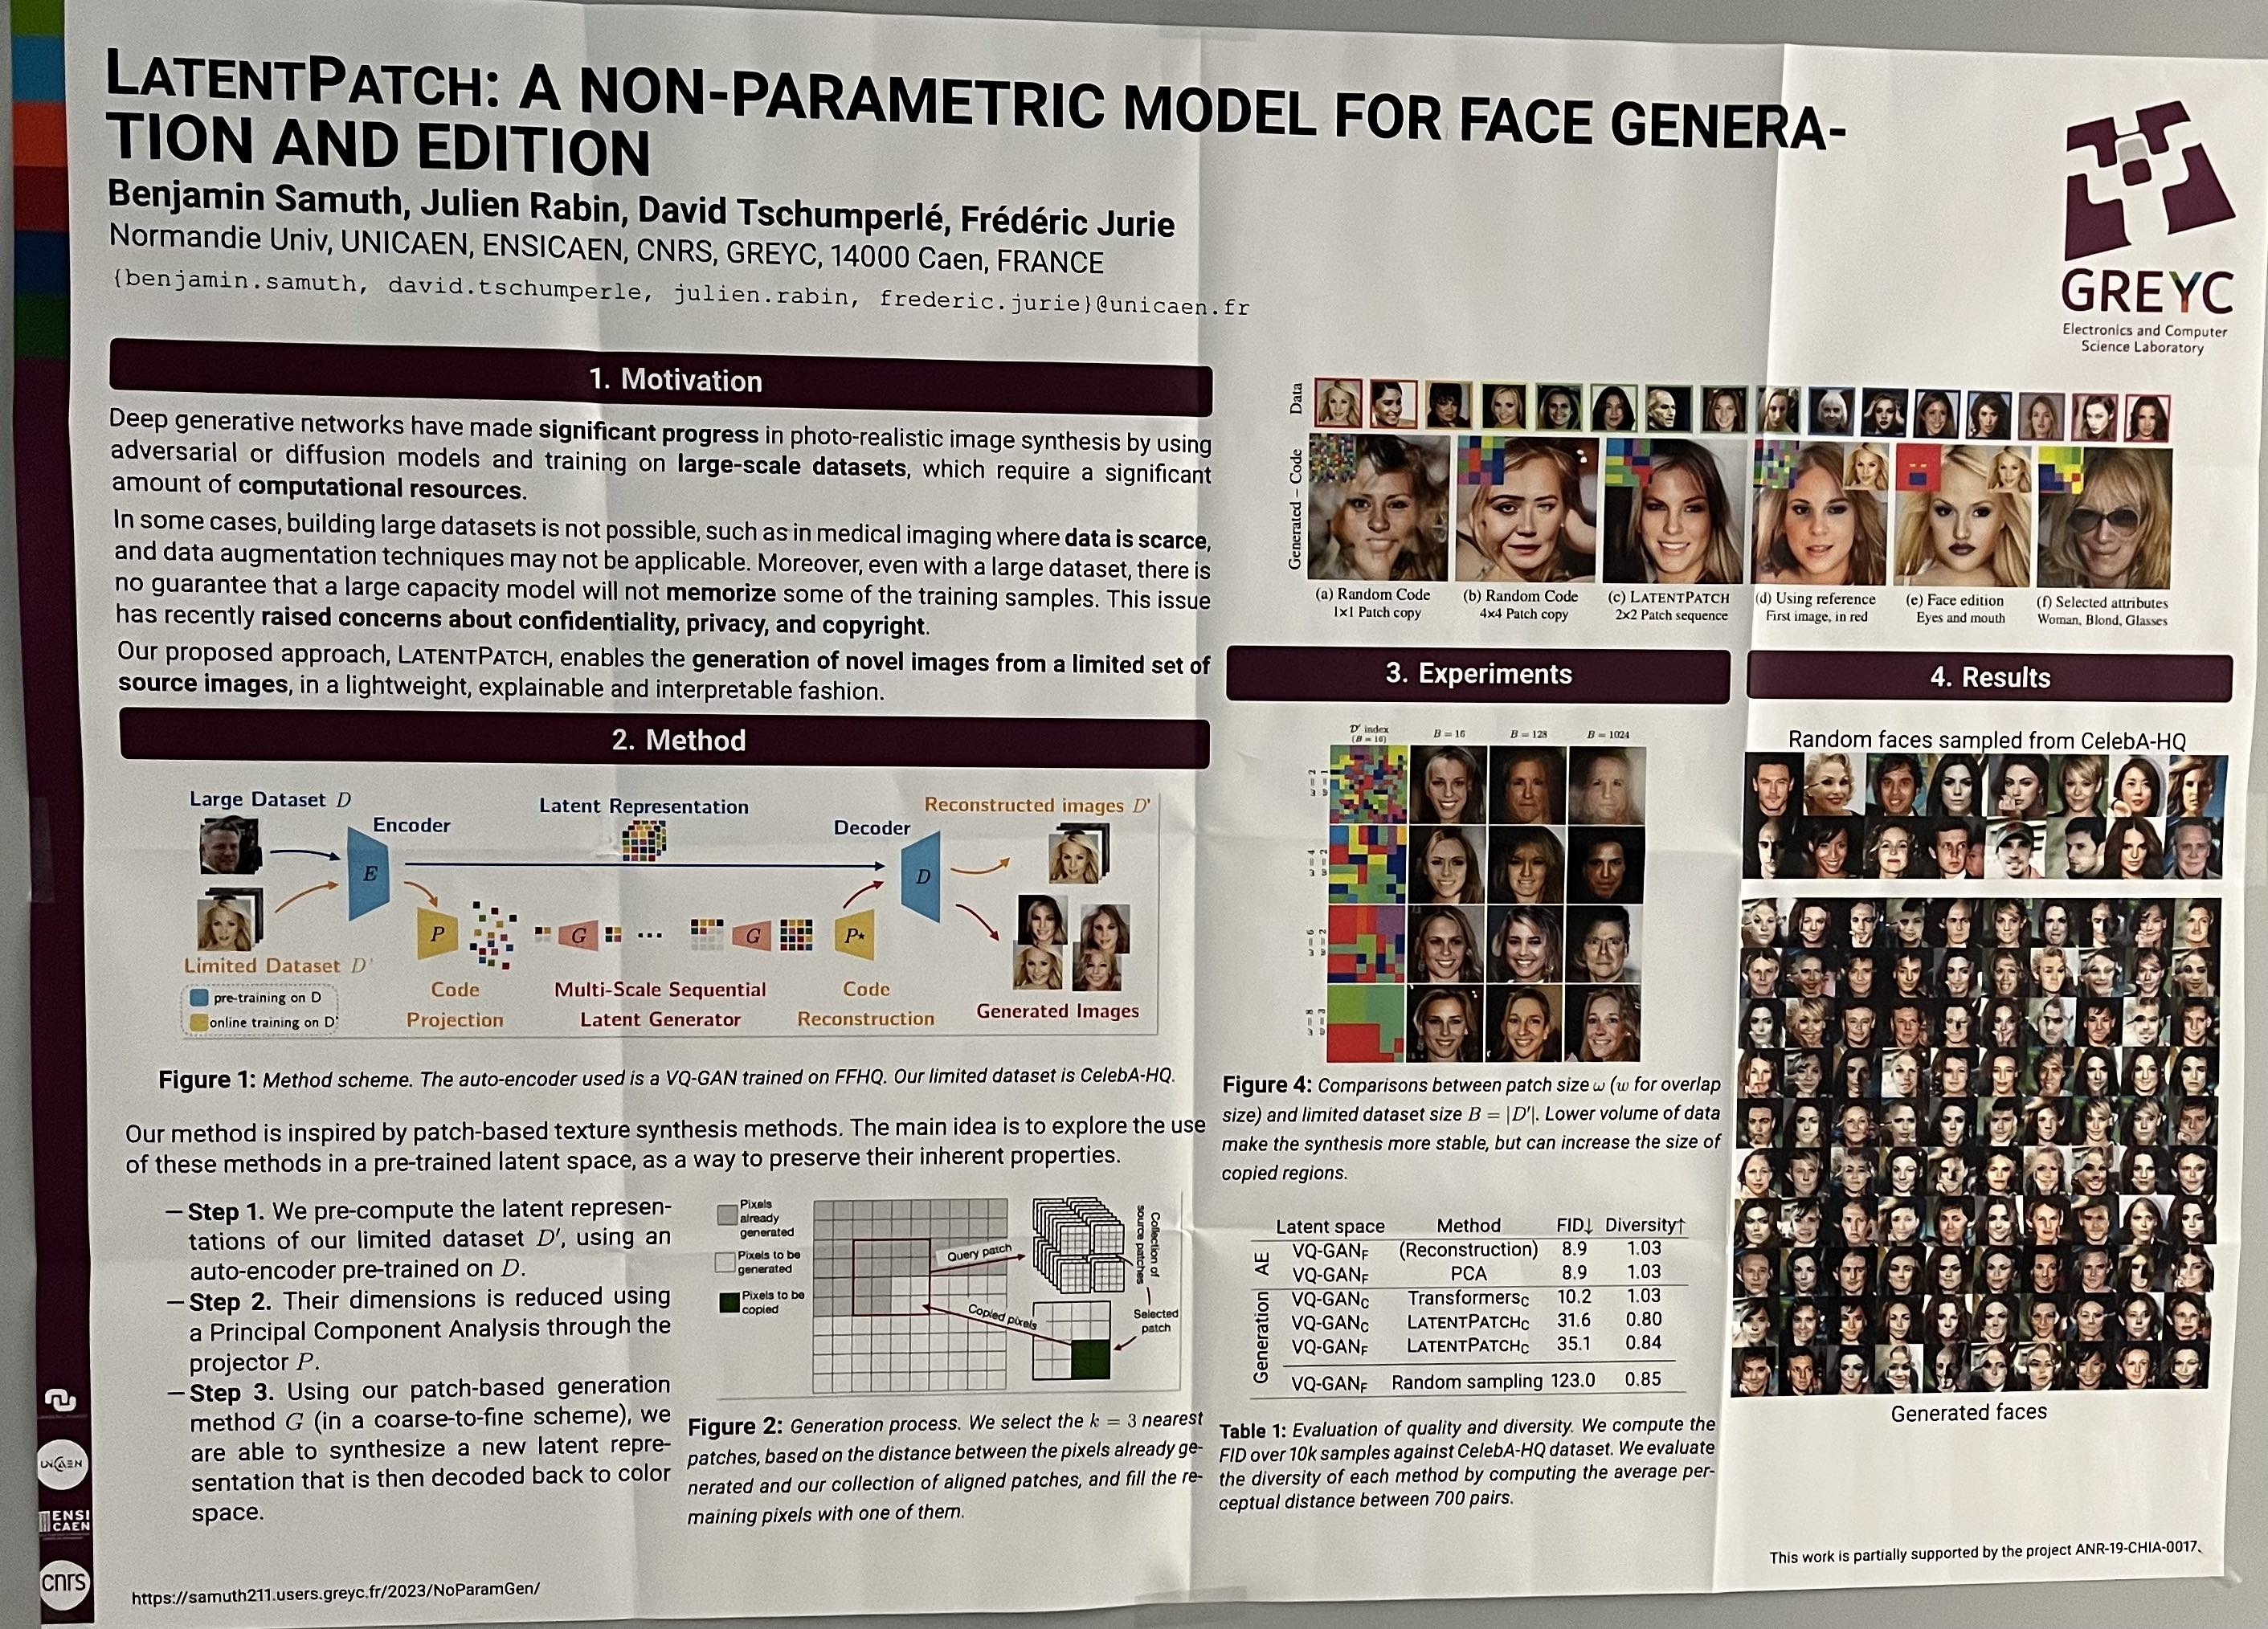 LATENTPATCH: A NON-PARAMETRIC MODEL FOR FACE GENERA-
TION AND EDITION
Benjamin Samuth, Julien Rabin, David Tschumperlé, Frédéric Jurie
Normandie Univ, UNICAEN, ENSICAEN, CNRS, GREYC, 14000 Caen, FRANCE
{benjamin.samuth, david.tschumperle, julien.rabin, frederic.jurie}@unicaen.fr
GREYC
Electronics and Computer
Science Laboratory
1. Motivation
Deep generative networks have made significant progress in photo-realistic image synthesis by using
adversarial or diffusion models and training on large-scale datasets, which require a significant
amount of computational resources.
In some cases, building large datasets is not possible, such as in medical imaging where data is scarce,
and data augmentation techniques may not be applicable. Moreover, even with a large dataset, there is
no guarantee that a large capacity model will not memorize some of the training samples. This issue
has recently raised concerns about confidentiality, privacy, and copyright.
Our proposed approach, LATENTPATCH, enables the generation of novel images from a limited set of
source images, in a lightweight, explainable and interpretable fashion.
2. Method
Large Dataset D
Encoder
Latent Representation
Decoder
Reconstructed images D'
E
D
P
G
...
G
P⋆
Limited Dataset D'
pre-training on D
online training on D'
Code
Projection
Multi-Scale Sequential
Latent Generator
Code
Reconstruction
Generated Images
Figure 1: Method scheme. The auto-encoder used is a VQ-GAN trained on FFHQ. Our limited dataset is CelebA-HQ.
Our method is inspired by patch-based texture synthesis methods. The main idea is to explore the use
of these methods in a pre-trained latent space, as a way to preserve their inherent properties.
– Step 1. We pre-compute the latent represen-
tations of our limited dataset D', using an
auto-encoder pre-trained on D.
– Step 2. Their dimensions is reduced using
a Principal Component Analysis through the
projector P.
– Step 3. Using our patch-based generation
method G (in a coarse-to-fine scheme), we
are able to synthesize a new latent repre-
sentation that is then decoded back to color
space.
Pixels
already
generated
Pixels to be
generated
Pixels to be
copied
Query patch
Copied pixels
Collection of
source patches
Selected
patch
Figure 2: Generation process. We select the k = 3 nearest
patches, based on the distance between the pixels already ge-
nerated and our collection of aligned patches, and fill the re-
maining pixels with one of them.
https://samuth211.users.greyc.fr/2023/NoParamGen/
Data
Generated – Code
(a) Random Code
1×1 Patch copy
(b) Random Code
4×4 Patch copy
(c) LATENTPATCH
2×2 Patch sequence
(d) Using reference
First image, in red
(e) Face edition
Eyes and mouth
(f) Selected attributes
Woman, Blond, Glasses
3. Experiments
D' index
(B = 16)
B = 16
B = 128
B = 1024
ω = 2
w = 1
ω = 4
w = 2
ω = 6
w = 2
ω = 8
w = 3
Figure 4: Comparisons between patch size ω (w for overlap
size) and limited dataset size B = |D'|. Lower volume of data
make the synthesis more stable, but can increase the size of
copied regions.
Latent space Method FID↓ Diversity↑
AE
VQ-GANF (Reconstruction) 8.9 1.03
VQ-GANF PCA 8.9 1.03
Generation
VQ-GANC TransformersC 10.2 1.03
VQ-GANC LATENTPATCHC 31.6 0.80
VQ-GANF LATENTPATCHC 35.1 0.84
VQ-GANF Random sampling 123.0 0.85
Table 1: Evaluation of quality and diversity. We compute the
FID over 10k samples against CelebA-HQ dataset. We evaluate
the diversity of each method by computing the average per-
ceptual distance between 700 pairs.
4. Results
Random faces sampled from CelebA-HQ
Generated faces
This work is partially supported by the project ANR-19-CHIA-0017.
UNICAEN
ENSI
CAEN
cnrs